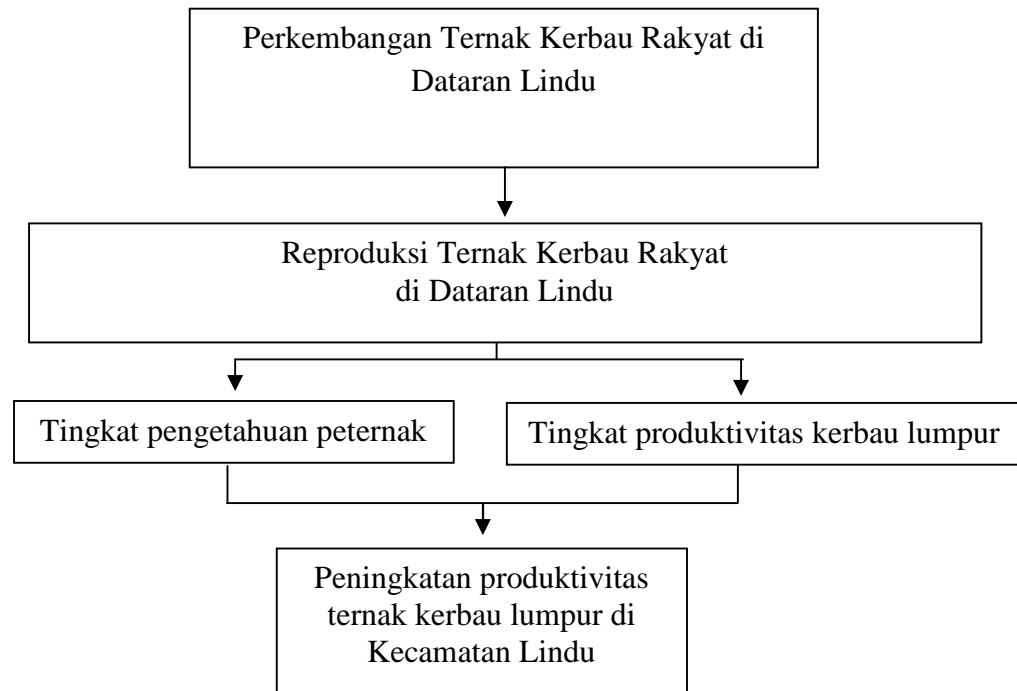 Perkembangan Ternak Kerbau Rakyat di
Dataran Lindu
Reproduksi Ternak Kerbau Rakyat
di Dataran Lindu
Tingkat pengetahuan peternak
Tingkat produktivitas kerbau lumpur
Peningkatan produktivitas
ternak kerbau lumpur di
Kecamatan Lindu